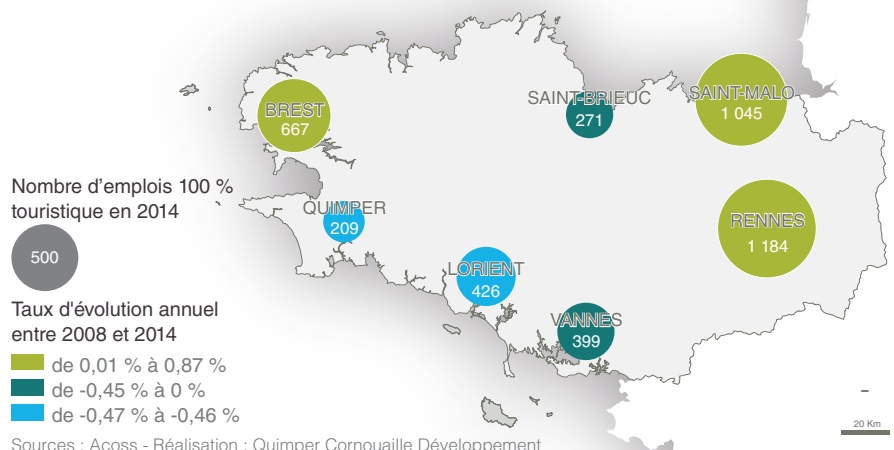 SAINT-MALO
1 045
SAINT-BRIEUC
271
BREST
667
Nombre d'emplois 100 %
touristique en 2014
500
QUIMPER
209
RENNES
1 184
LORIENT
426
VANNES
399
Taux d'évolution annuel
entre 2008 et 2014
de 0,01 % à 0,87 %
de -0,45 % à 0 %
de -0,47 % à -0,46 %
20 Km
Sources : Acoss - Réalisation : Quimper Cornouaille Développement